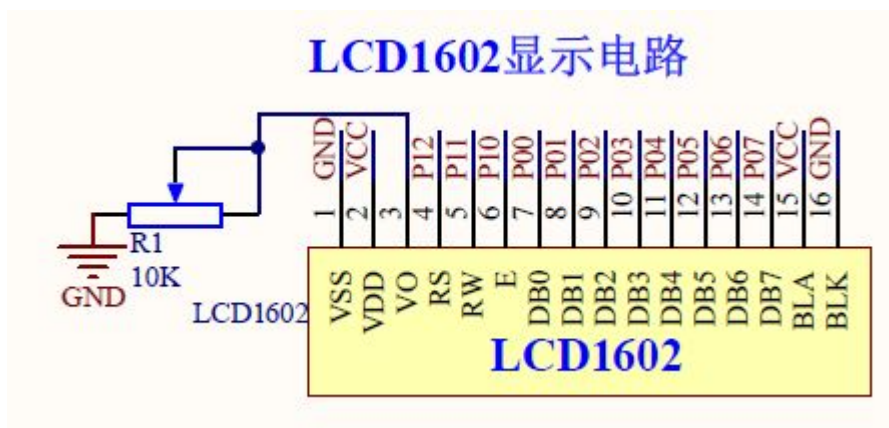 LCD1602显示电路
GND VCC P12 P11 P10 P00 P01 P02 P03 P04 P05 P06 P07 VCC GND
1 2 3 4 5 6 7 8 9 10 11 12 13 14 15 16
R1
10K
GND
LCD1602
VSS VDD VO RS RW E DB0 DB1 DB2 DB3 DB4 DB5 DB6 DB7 BLA BLK
LCD1602